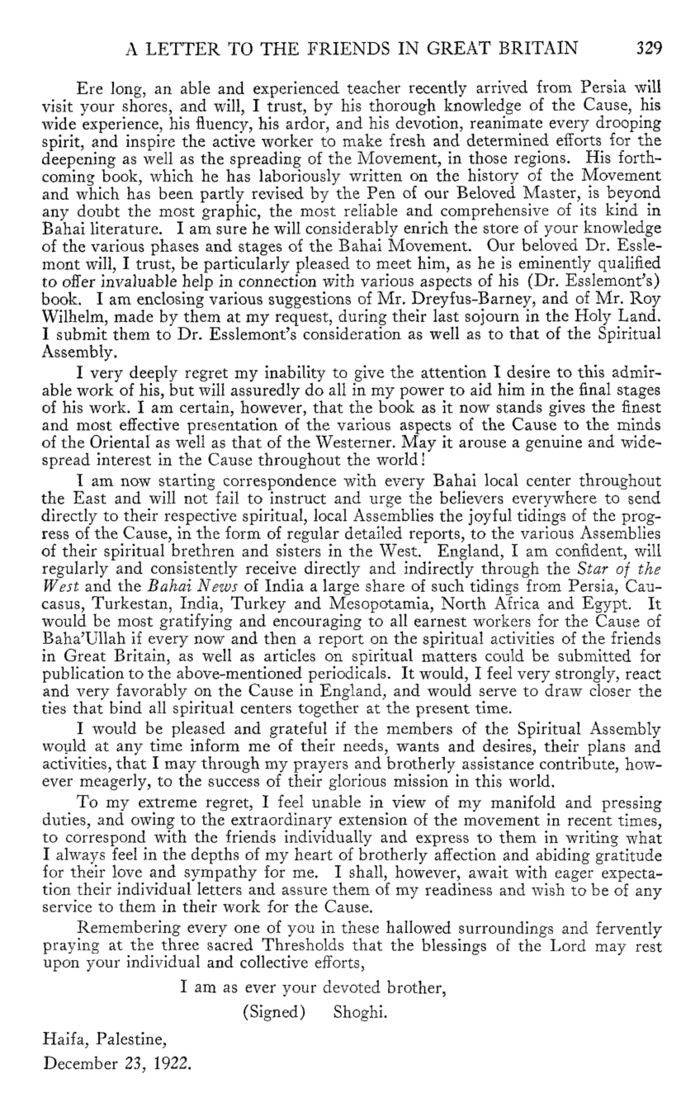 A LETTER TO THE FRIENDS IN GREAT BRITAIN 329
Ere long, an able and experienced teacher recently arrived from Persia will
visit your shores, and will, I trust, by his thorough knowledge of the Cause, his
wide experience, his fluency, his ardor, and his devotion, reanimate every drooping
spirit, and inspire the active worker to make fresh and determined efforts for the
deepening as well as the spreading of the Movement, in those regions. His forth-
coming book, which he has laboriously written on the history of the Movement
and which has been partly revised by the Pen of our Beloved Master, is beyond
any doubt the most graphic, the most reliable and comprehensive of its kind in
Bahai literature. I am sure he will considerably enrich the store of your knowledge
of the various phases and stages of the Bahai Movement. Our beloved Dr. Essle-
mont will, I trust, be particularly pleased to meet him, as he is eminently qualified
to offer invaluable help in connection with various aspects of his (Dr. Esslemont's)
book. I am enclosing various suggestions of Mr. Dreyfus-Barney, and of Mr. Roy
Wilhelm, made by them at my request, during their last sojourn in the Holy Land.
I submit them to Dr. Esslemont's consideration as well as to that of the Spiritual
Assembly.
I very deeply regret my inability to give the attention I desire to this admir-
able work of his, but will assuredly do all in my power to aid him in the final stages
of his work. I am certain, however, that the book as it now stands gives the finest
and most effective presentation of the various aspects of the Cause to the minds
of the Oriental as well as that of the Westerner. May it arouse a genuine and wide-
spread interest in the Cause throughout the world!
I am now starting correspondence with every Bahai local center throughout
the East and will not fail to instruct and urge the believers everywhere to send
directly to their respective spiritual, local Assemblies the joyful tidings of the prog-
ress of the Cause, in the form of regular detailed reports, to the various Assemblies
of their spiritual brethren and sisters in the West. England, I am confident, will
regularly and consistently receive directly and indirectly through the Star of the
West and the Bahai News of India a large share of such tidings from Persia, Cau-
casus, Turkestan, India, Turkey and Mesopotamia, North Africa and Egypt. It
would be most gratifying and encouraging to all earnest workers for the Cause of
Baha'Ullah if every now and then a report on the spiritual activities of the friends
in Great Britain, as well as articles on spiritual matters could be submitted for
publication to the above-mentioned periodicals. It would, I feel very strongly, react
and very favorably on the Cause in England, and would serve to draw closer the
ties that bind all spiritual centers together at the present time.
I would be pleased and grateful if the members of the Spiritual Assembly
would at any time inform me of their needs, wants and desires, their plans and
activities, that I may through my prayers and brotherly assistance contribute, how-
ever meagerly, to the success of their glorious mission in this world.
To my extreme regret, I feel unable in view of my manifold and pressing
duties, and owing to the extraordinary extension of the movement in recent times,
to correspond with the friends individually and express to them in writing what
I always feel in the depths of my heart of brotherly affection and abiding gratitude
for their love and sympathy for me. I shall, however, await with eager expecta-
tion their individual letters and assure them of my readiness and wish to be of any
service to them in their work for the Cause.
Remembering every one of you in these hallowed surroundings and fervently
praying at the three sacred Thresholds that the blessings of the Lord may rest
upon your individual and collective efforts,
I am as ever your devoted brother,
(Signed) Shoghi.
Haifa, Palestine,
December 23, 1922.